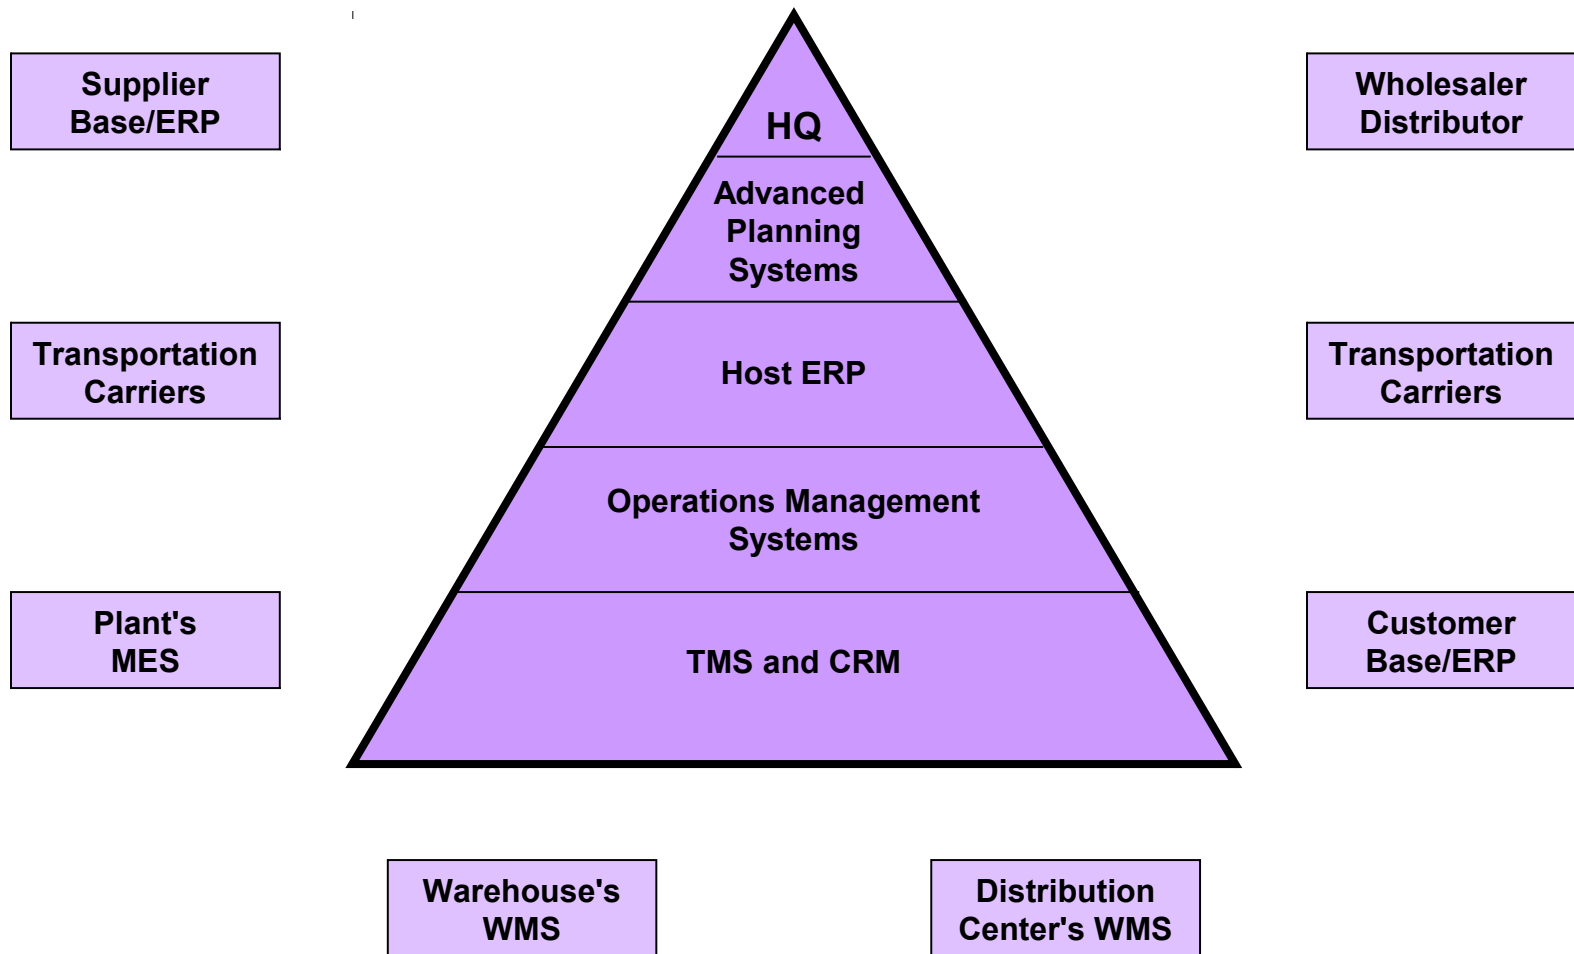 Supplier
Base/ERP
Wholesaler
Distributor
HQ
Advanced
Planning
Systems
Transportation
Carriers
Host ERP
Transportation
Carriers
Operations Management
Systems
Plant's
MES
TMS and CRM
Customer
Base/ERP
Warehouse's
WMS
Distribution
Center's WMS